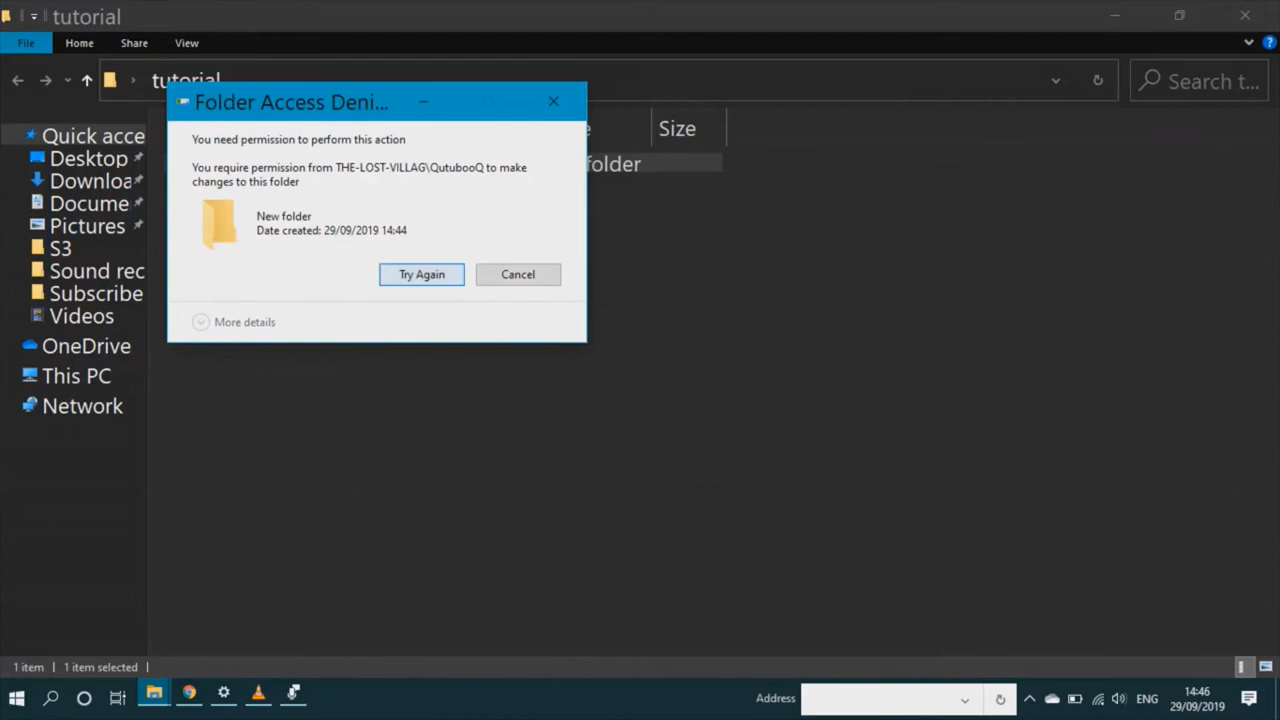 tutorial
File Home Share View
tutorial
Search t...
Folder Access Deni...
You need permission to perform this action
You require permission from THE-LOST-VILLAG\QutubooQ to make
changes to this folder
New folder
Date created: 29/09/2019 14:44
Try Again Cancel
More details
e Size
folder
Quick acce
Desktop
Downloa
Docume
Pictures
S3
Sound rec
Subscribe
Videos
OneDrive
This PC
Network
1 item 1 item selected
Address
ENG
14:46
29/09/2019